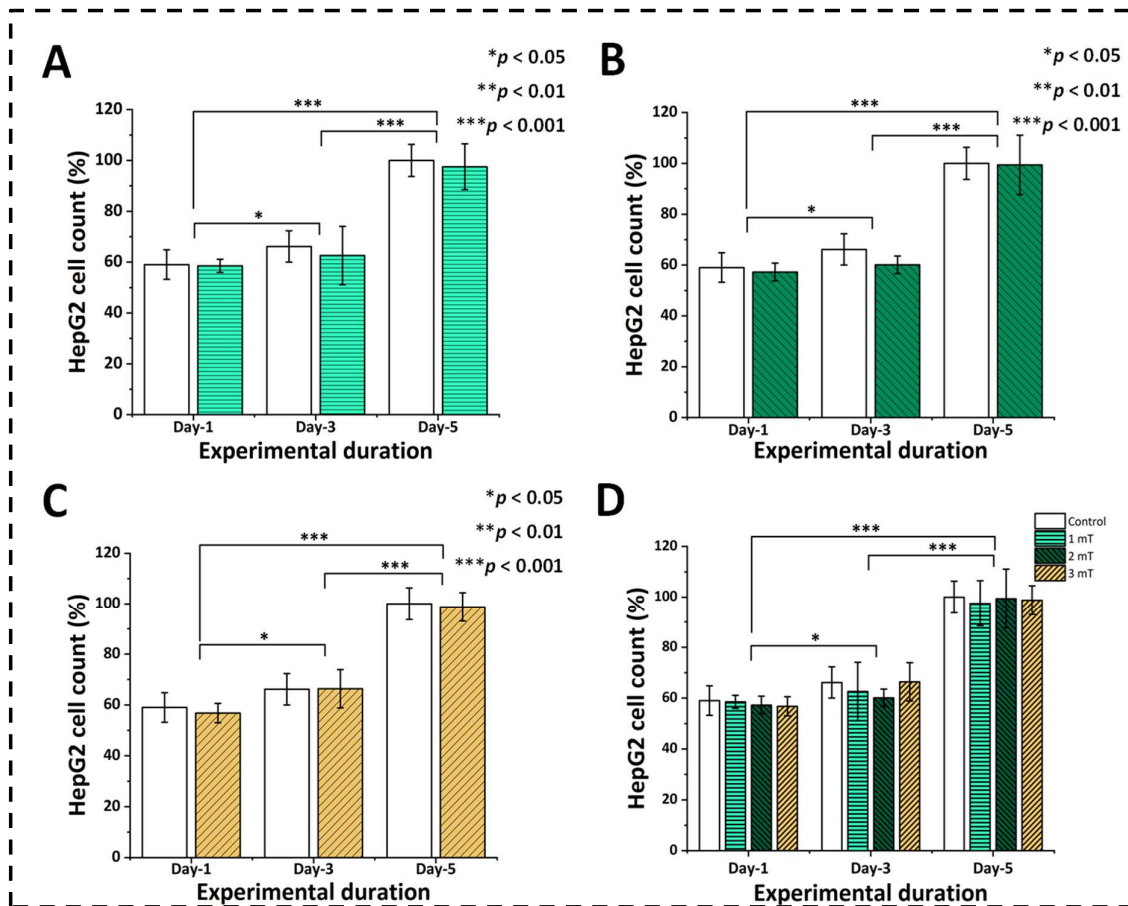 A
*p < 0.05
**p < 0.01
***p < 0.001
***
***
*
HepG2 cell count (%)
120
100
80
60
40
20
0
Day-1 Day-3 Day-5
Experimental duration
B
*p < 0.05
**p < 0.01
***p < 0.001
***
***
*
HepG2 cell count (%)
120
100
80
60
40
20
0
Day-1 Day-3 Day-5
Experimental duration
C
*p < 0.05
**p < 0.01
***p < 0.001
***
***
*
HepG2 cell count (%)
120
100
80
60
40
20
0
Day-1 Day-3 Day-5
Experimental duration
D
Control
1 mT
2 mT
3 mT
***
***
*
HepG2 cell count (%)
120
100
80
60
40
20
0
Day-1 Day-3 Day-5
Experimental duration